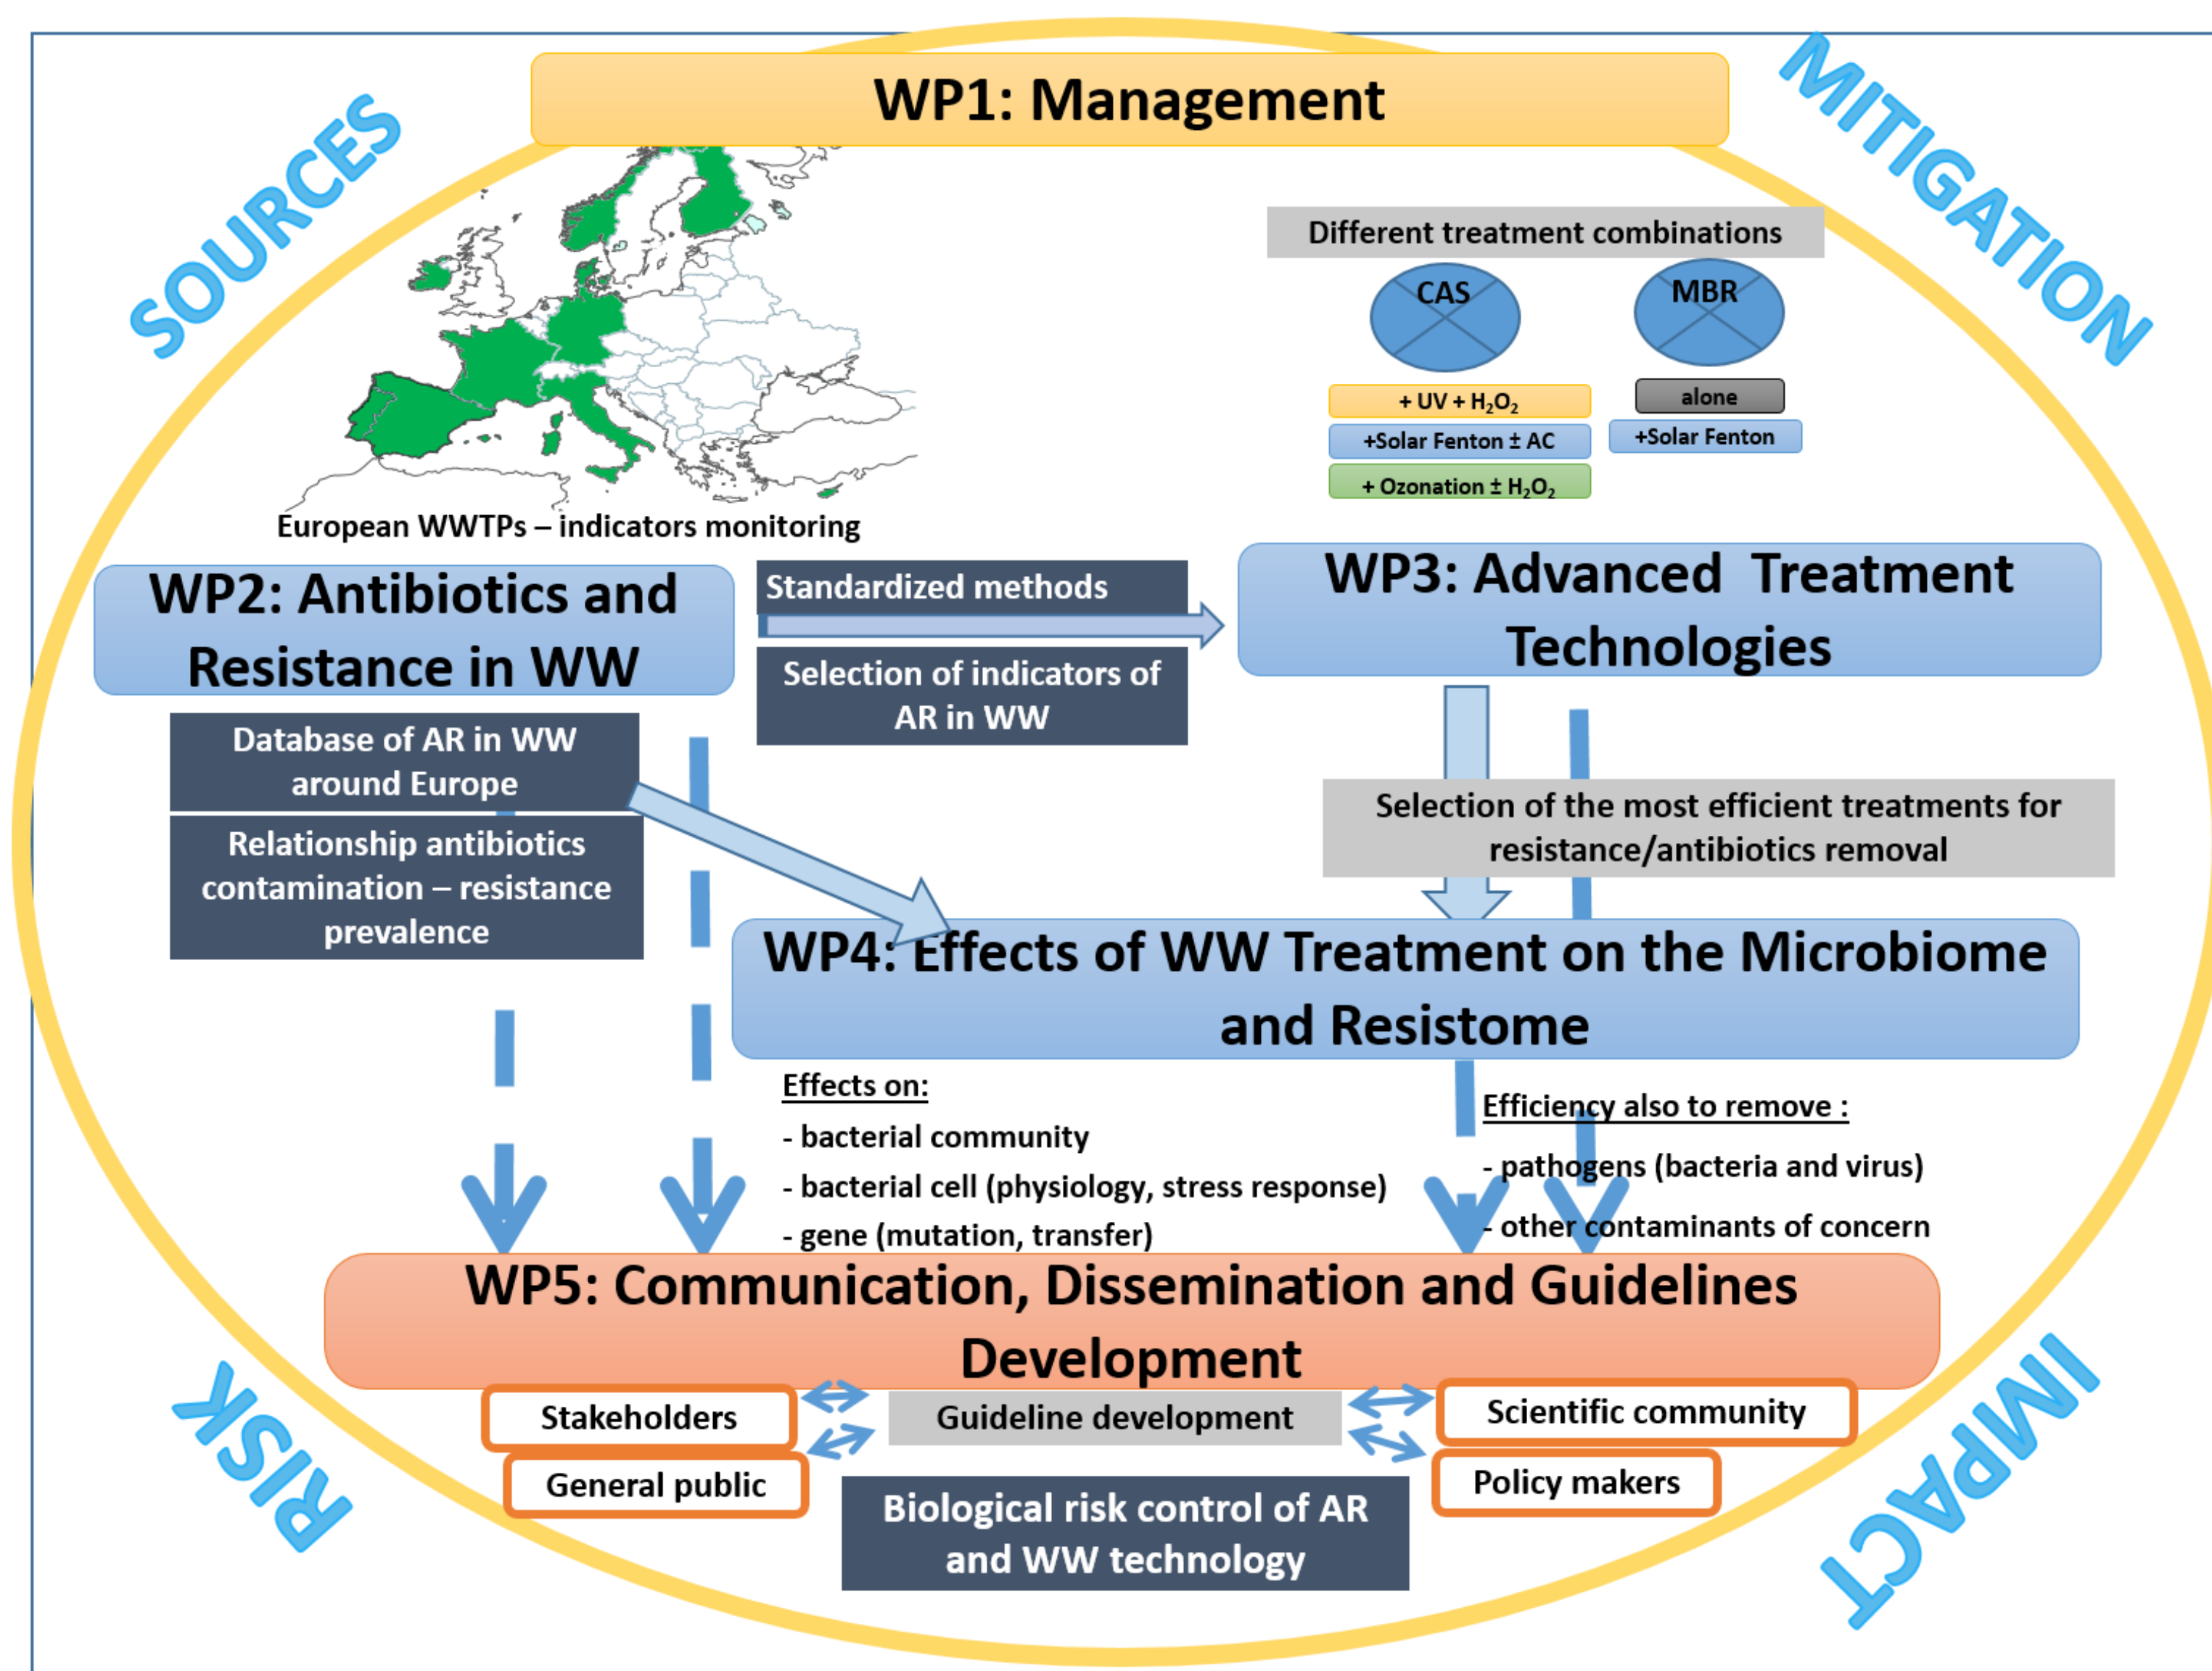 WP1: Management
SOURCES
MITIGATION
Different treatment combinations
CAS
MBR
+ UV + H₂O₂
+Solar Fenton ± AC
+ Ozonation ± H₂O₂
alone
+Solar Fenton
European WWTPs – indicators monitoring
WP2: Antibiotics and
Resistance in WW
Standardized methods
Selection of indicators of
AR in WW
WP3: Advanced Treatment
Technologies
Database of AR in WW
around Europe
Relationship antibiotics
contamination – resistance
prevalence
Selection of the most efficient treatments for
resistance/antibiotics removal
WP4: Effects of WW Treatment on the Microbiome
and Resistome
Effects on:
- bacterial community
- bacterial cell (physiology, stress response)
- gene (mutation, transfer)
Efficiency also to remove :
- pathogens (bacteria and virus)
- other contaminants of concern
WP5: Communication, Dissemination and Guidelines
Development
Stakeholders
General public
Guideline development
Scientific community
Policy makers
Biological risk control of AR
and WW technology
RISK
IMPACT